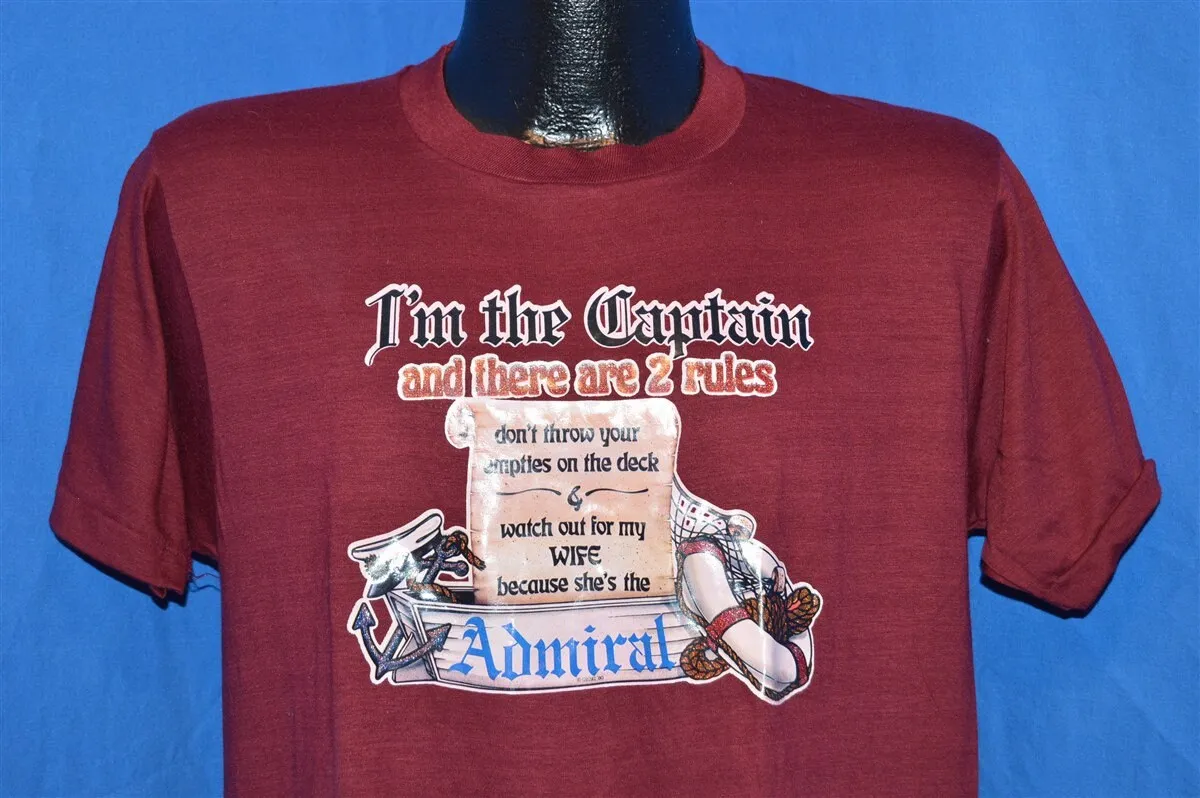 I'm the Captain
and there are 2 rules
don't throw your
empties on the deck
&
watch out for my
WIFE
because she's the
Admiral